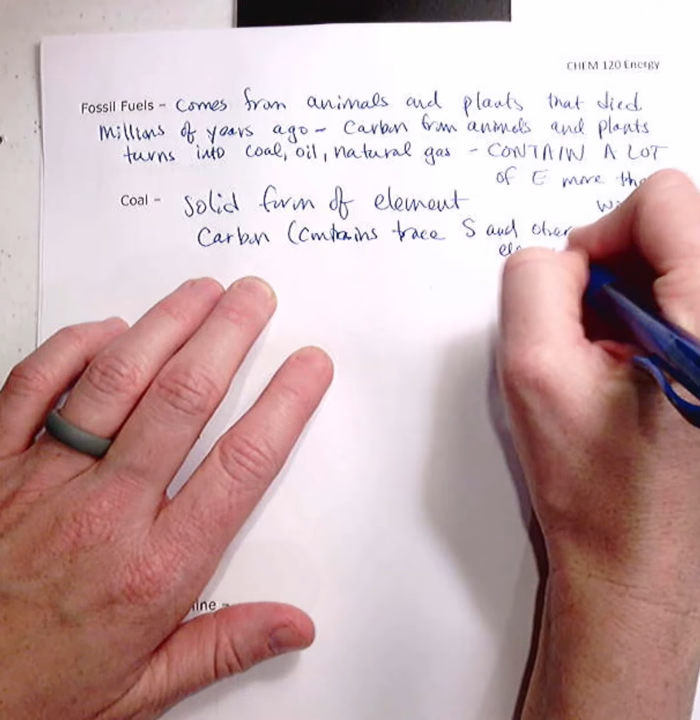 CHEM 120 Energy
Fossil Fuels - Comes from animals and plants that died
Millions of years ago - Carbon from animals and plants
turns into coal, oil, natural gas - CONTAIN A LOT
of E more
Coal - Solid form of element
Carbon (contains trace S and other